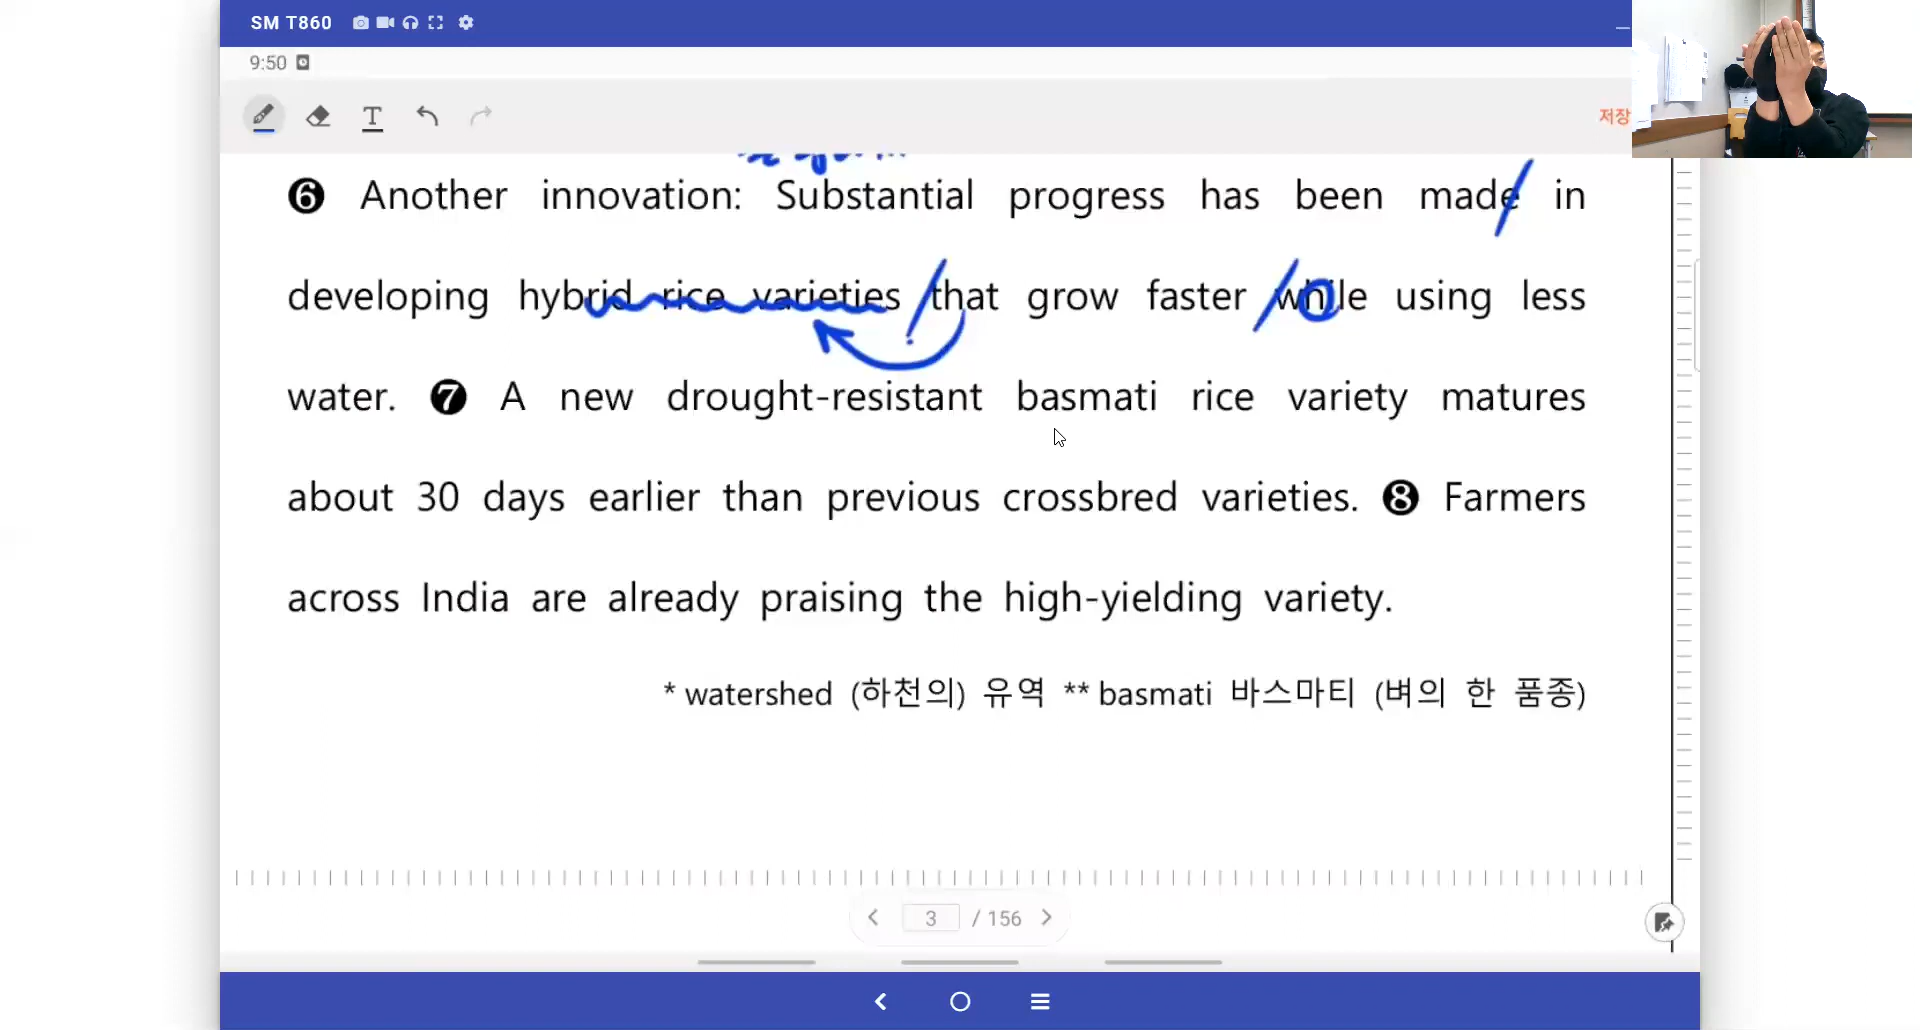 SM T860
9:50
저장
❻ Another innovation: Substantial progress has been made in
developing hybrid rice varieties that grow faster while using less
water. ❼ A new drought-resistant basmati rice variety matures
about 30 days earlier than previous crossbred varieties. ❽ Farmers
across India are already praising the high-yielding variety.
* watershed (하천의) 유역 ** basmati 바스마티 (벼의 한 품종)
3 / 156